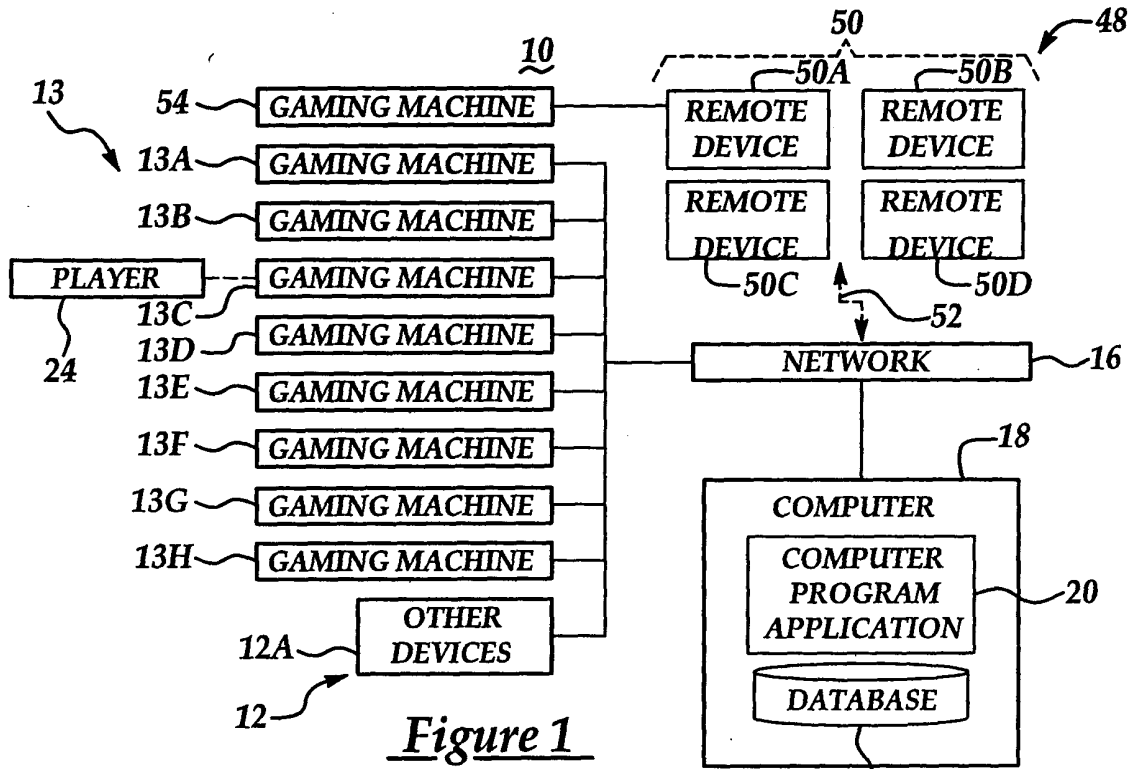 50
48
10
50A
50B
13
54
GAMING MACHINE
REMOTE
DEVICE
REMOTE
DEVICE
13A
GAMING MACHINE
13B
GAMING MACHINE
REMOTE
DEVICE
REMOTE
DEVICE
PLAYER
GAMING MACHINE
50C
50D
13C
52
24
13D
GAMING MACHINE
NETWORK
16
13E
GAMING MACHINE
13F
GAMING MACHINE
18
13G
GAMING MACHINE
COMPUTER
13H
GAMING MACHINE
COMPUTER
PROGRAM
APPLICATION
20
12A
OTHER
DEVICES
12
DATABASE
Figure 1